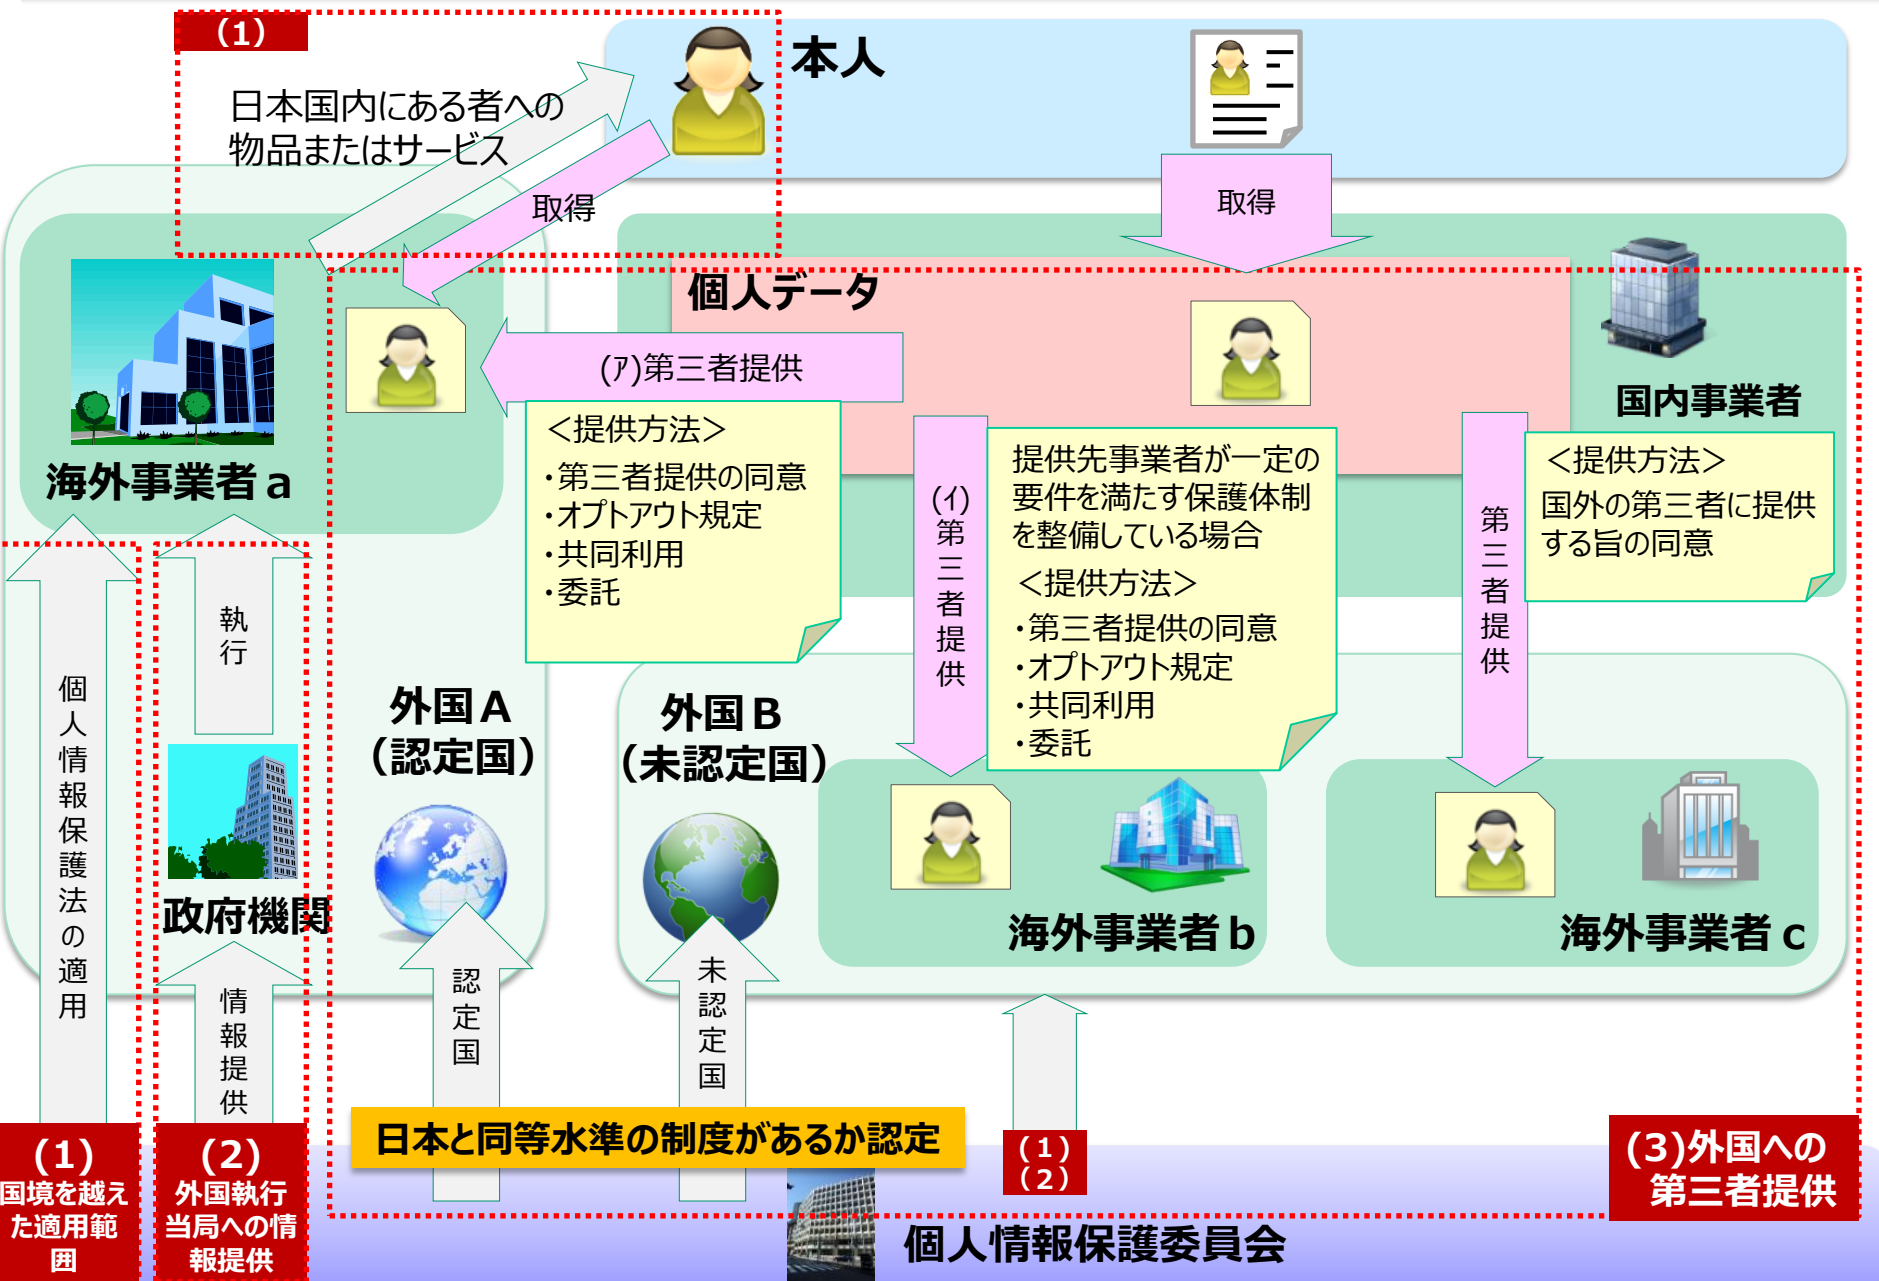 (1)
本人
日本国内にある者への
物品またはサービス
取得
取得
個人データ
(ｱ)第三者提供
国内事業者
海外事業者a
＜提供方法＞
・第三者提供の同意
・オプトアウト規定
・共同利用
・委託
(ｲ)第三者提供
提供先事業者が一定の
要件を満たす保護体制
を整備している場合
＜提供方法＞
・第三者提供の同意
・オプトアウト規定
・共同利用
・委託
第三者提供
＜提供方法＞
国外の第三者に提供
する旨の同意
執行
個人情報保護法の適用
外国A
（認定国）
外国B
（未認定国）
政府機関
海外事業者b
海外事業者c
情報提供
認定国
未認定国
日本と同等水準の制度があるか認定
(1)
国境を越え
た適用範
囲
(2)
外国執行
当局への情
報提供
(1)
(2)
(3)外国への
第三者提供
個人情報保護委員会